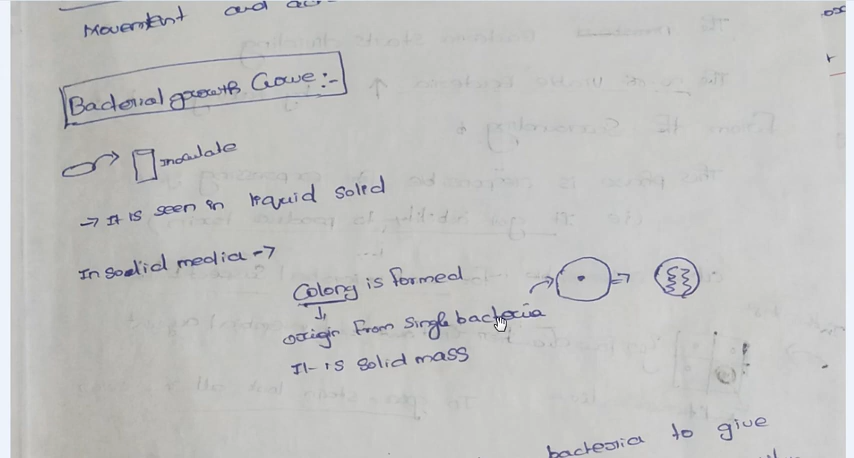 Movement and
Bacterial growth Curve:-
Inoculate
→ It is seen in liquid solid
In solid media →
Colony is formed
↓
origin from single bacteria
It is solid mass
bacteria to give